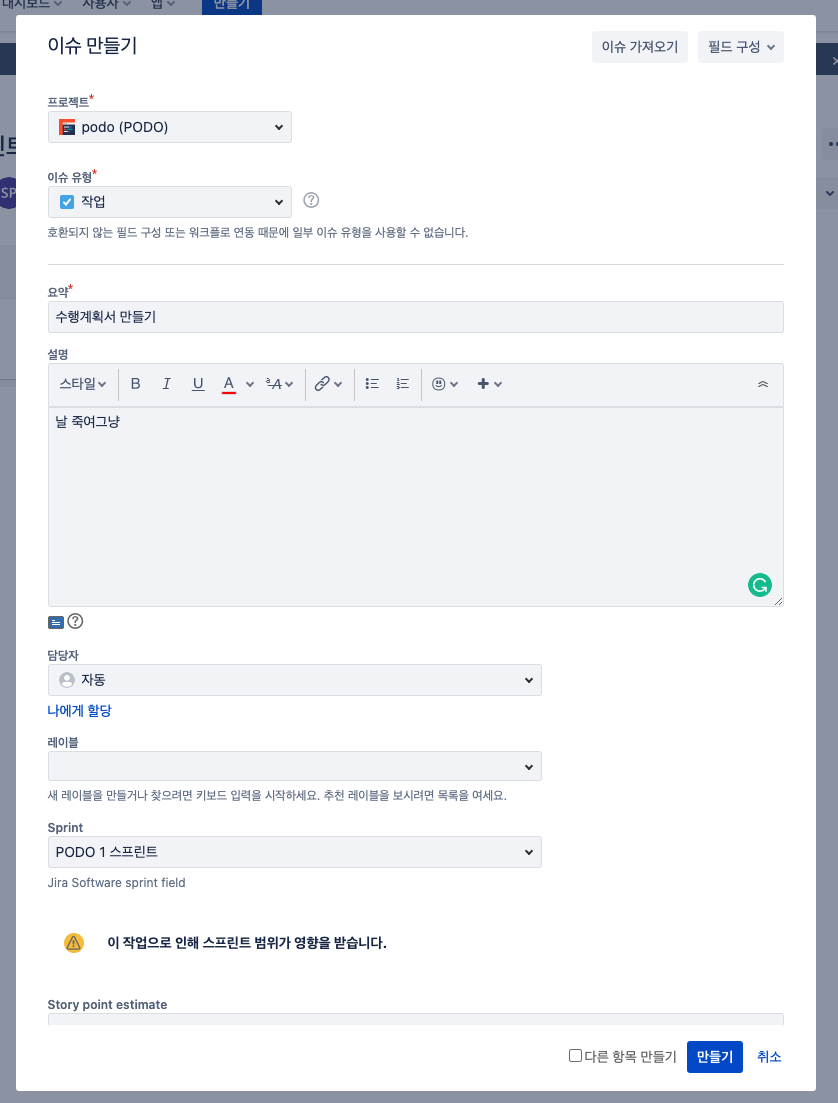 대시보드 사용자 앱 만들기
이슈 만들기
이슈 가져오기 필드 구성
프로젝트*
podo (PODO)
이슈 유형*
SP
작업
호환되지 않는 필드 구성 또는 워크플로 연동 때문에 일부 이슈 유형을 사용할 수 없습니다.
요약*
수행계획서 만들기
설명
스타일 B I U A ªA
날 죽여그냥
담당자
자동
나에게 할당
레이블
새 레이블을 만들거나 찾으려면 키보드 입력을 시작하세요. 추천 레이블을 보시려면 목록을 여세요.
Sprint
PODO 1 스프린트
Jira Software sprint field
이 작업으로 인해 스프린트 범위가 영향을 받습니다.
Story point estimate
다른 항목 만들기 만들기 취소